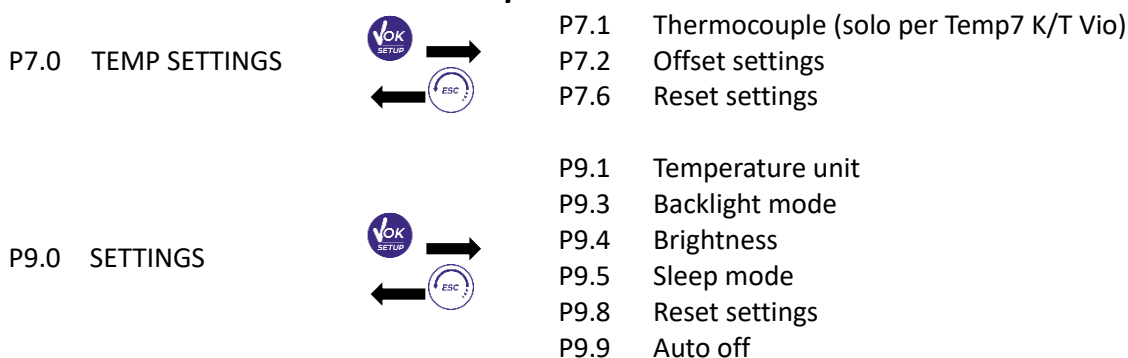 P7.0 TEMP SETTINGS
√OK
SETUP
ESC
P7.1 Thermocouple (solo per Temp7 K/T Vio)
P7.2 Offset settings
P7.6 Reset settings
P9.0 SETTINGS
√OK
SETUP
ESC
P9.1 Temperature unit
P9.3 Backlight mode
P9.4 Brightness
P9.5 Sleep mode
P9.8 Reset settings
P9.9 Auto off